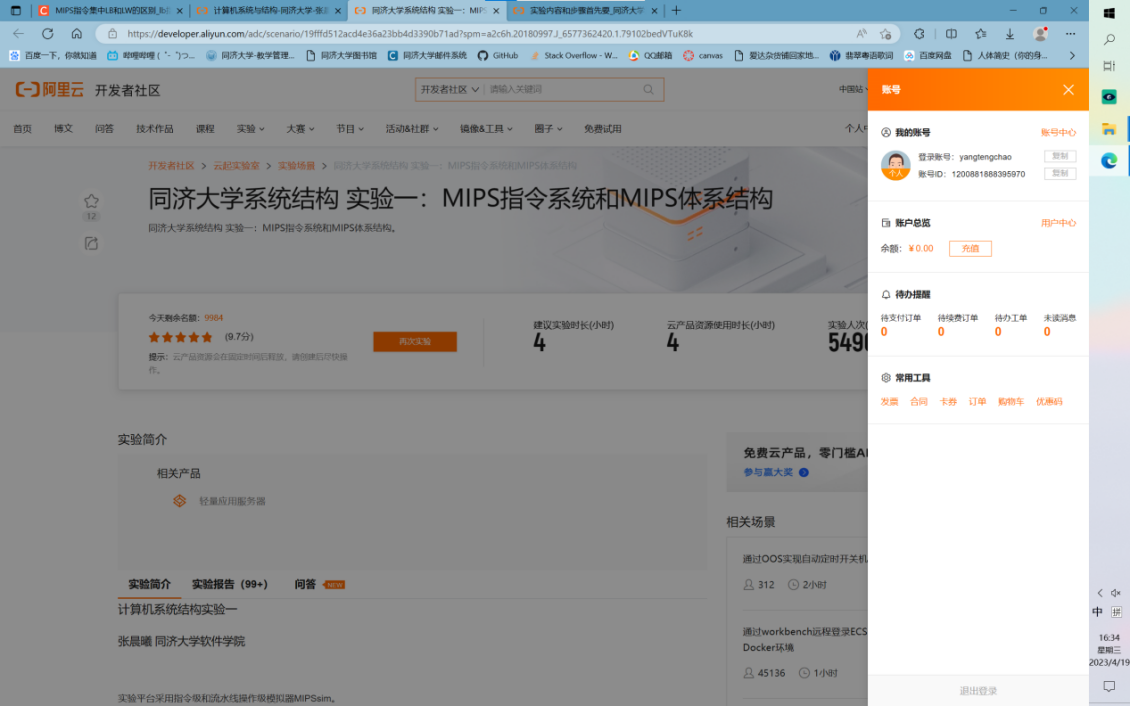 MIPS指令集中LB和LW的区别_lb
计算机系统与结构-同济大学-张
同济大学系统结构 实验一：MIPS
实验内容和步骤首先要_同济大学
https://developer.aliyun.com/adc/scenario/19fffd512acd4e36a23bb4d3390b71ad?spm=a2c6h.20180997.J_6577362420.1.79102bedVTuK8k
百度一下，你就知道
哔哩哔哩 (゜-゜)つ...
同济大学-教学管理...
同济大学图书馆
同济大学邮件系统
GitHub
Stack Overflow - W...
QQ邮箱
canvas
爱达杂货铺回家地...
翡翠粤语歌词
百度网盘
人体简史（你的身...
阿里云 开发者社区
开发者社区 请输入关键词
中国站
首页 博文 问答 技术作品 课程 实验 大赛 节目 活动&社群 镜像&工具 圈子 免费试用
个人中
开发者社区 > 云起实验室 > 实验场景 > 同济大学系统结构 实验一：MIPS指令系统和MIPS体系结构
12
同济大学系统结构 实验一：MIPS指令系统和MIPS体系结构
同济大学系统结构 实验一：MIPS指令系统和MIPS体系结构。
今天剩余名额：9984
(9.7分)
提示：云产品资源会在固定时间后释放，请创建后尽快操
作。
再次实验
建议实验时长(小时)
4
云产品资源使用时长(小时)
4
实验人次(
5490
实验简介
相关产品
轻量应用服务器
实验简介 实验报告（99+） 问答 NEW
计算机系统结构实验一
张晨曦 同济大学软件学院
实验平台采用指令级和流水线操作级模拟器MIPSsim。
免费云产品，零门槛AI
参与赢大奖
相关场景
通过OOS实现自动定时开关机
312 2小时
通过workbench远程登录ECS
Docker环境
45136 1小时
账号
我的账号 账号中心
个人
登录账号：yangtengchao 复制
账号ID：1200881888395970 复制
账户总览 用户中心
余额：￥0.00 充值
待办提醒
待支付订单 待续费订单 待办工单 未读消息
0 0 0 0
常用工具
发票 合同 卡券 订单 购物车 优惠码
退出登录
中 拼
16:34
星期三
2023/4/19